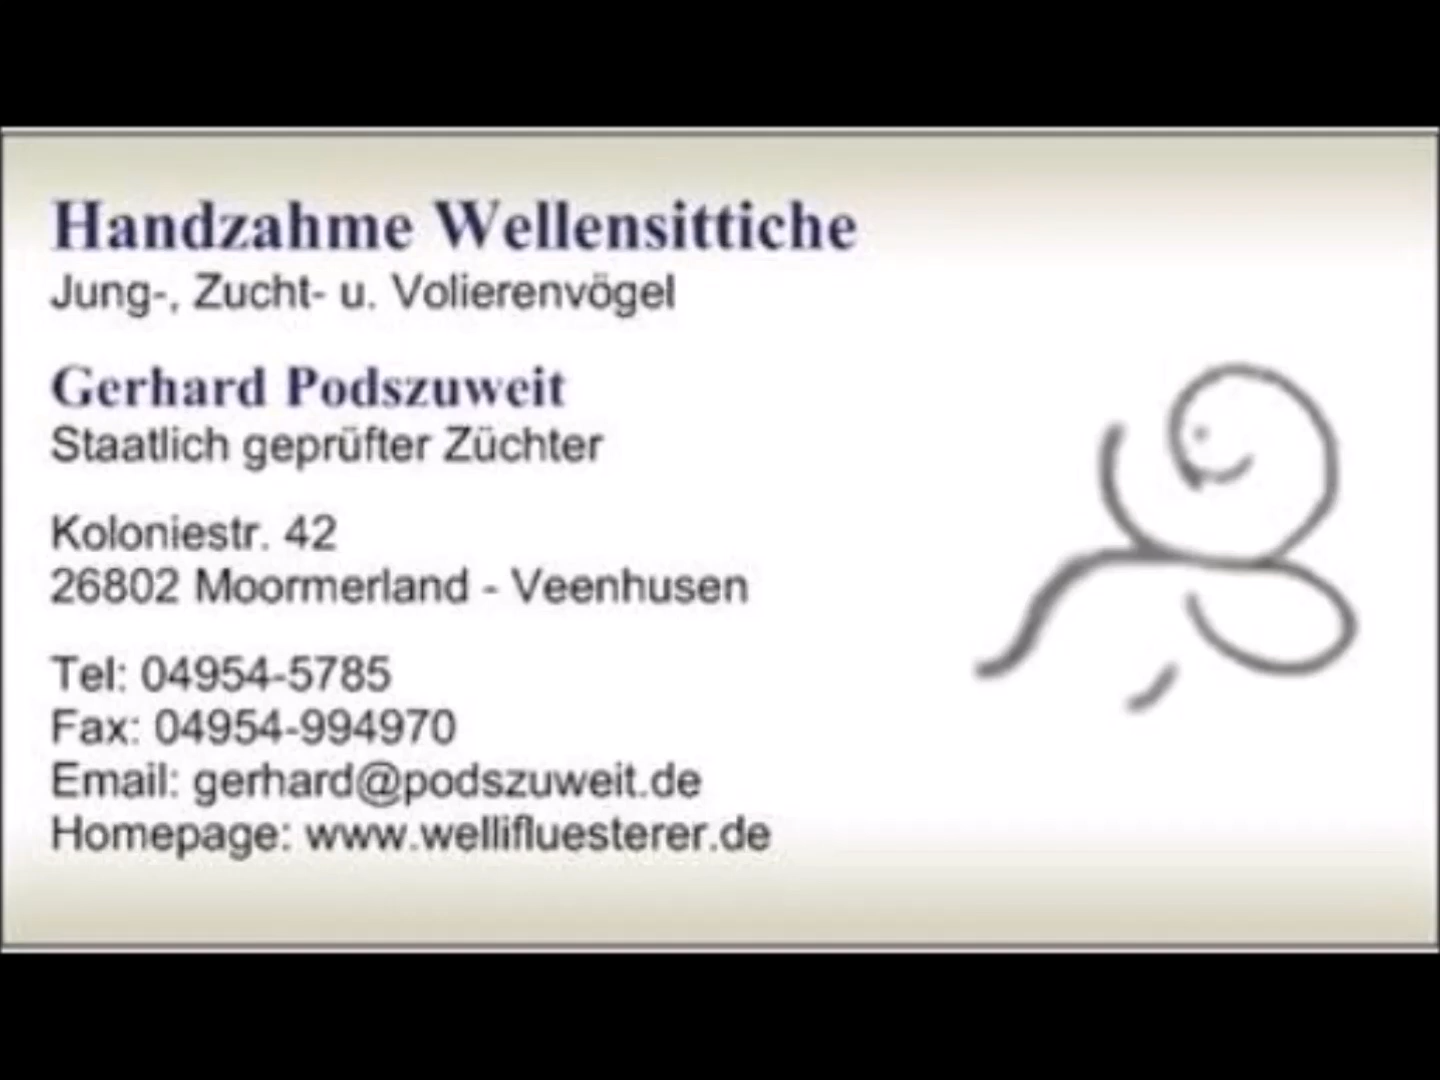 Handzahme Wellensittiche
Jung-, Zucht- u. Volierenvögel
Gerhard Podszuweit
Staatlich geprüfter Züchter
Koloniestr. 42
26802 Moormerland - Veenhusen
Tel: 04954-5785
Fax: 04954-994970
Email: gerhard@podszuweit.de
Homepage: www.wellifluesterer.de